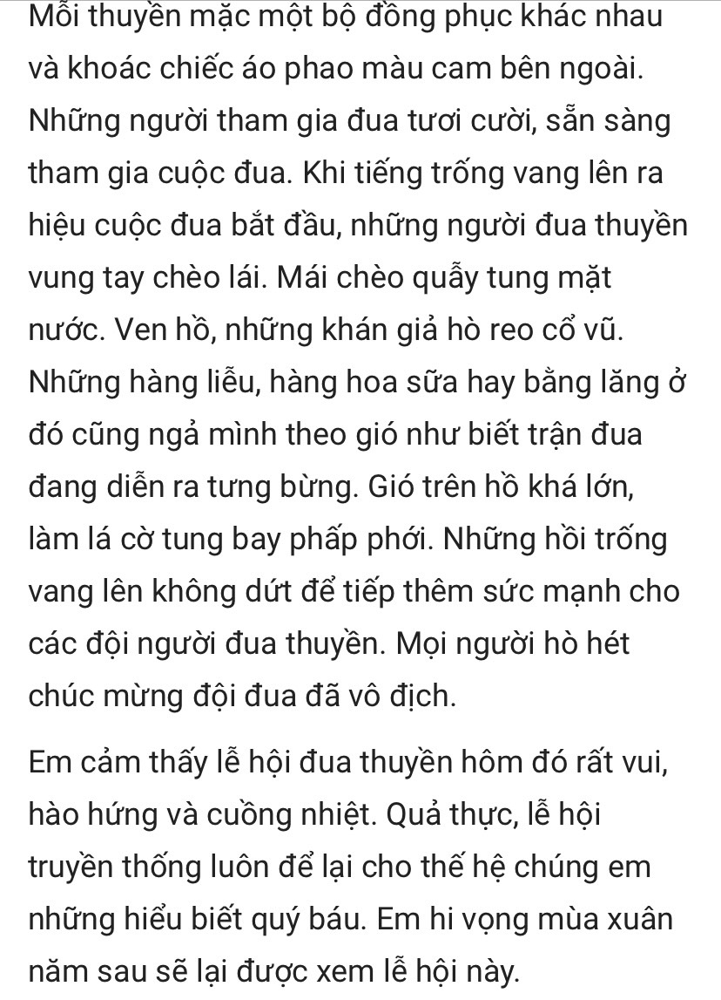 Mỗi thuyền mặc một bộ đồng phục khác nhau
và khoác chiếc áo phao màu cam bên ngoài.
Những người tham gia đua tươi cười, sẵn sàng
tham gia cuộc đua. Khi tiếng trống vang lên ra
hiệu cuộc đua bắt đầu, những người đua thuyền
vung tay chèo lái. Mái chèo quẫy tung mặt
nước. Ven hồ, những khán giả hò reo cổ vũ.
Những hàng liễu, hàng hoa sữa hay bằng lăng ở
đó cũng ngả mình theo gió như biết trận đua
đang diễn ra tưng bừng. Gió trên hồ khá lớn,
làm lá cờ tung bay phấp phới. Những hồi trống
vang lên không dứt để tiếp thêm sức mạnh cho
các đội người đua thuyền. Mọi người hò hét
chúc mừng đội đua đã vô địch.
Em cảm thấy lễ hội đua thuyền hôm đó rất vui,
hào hứng và cuồng nhiệt. Quả thực, lễ hội
truyền thống luôn để lại cho thế hệ chúng em
những hiểu biết quý báu. Em hi vọng mùa xuân
năm sau sẽ lại được xem lễ hội này.